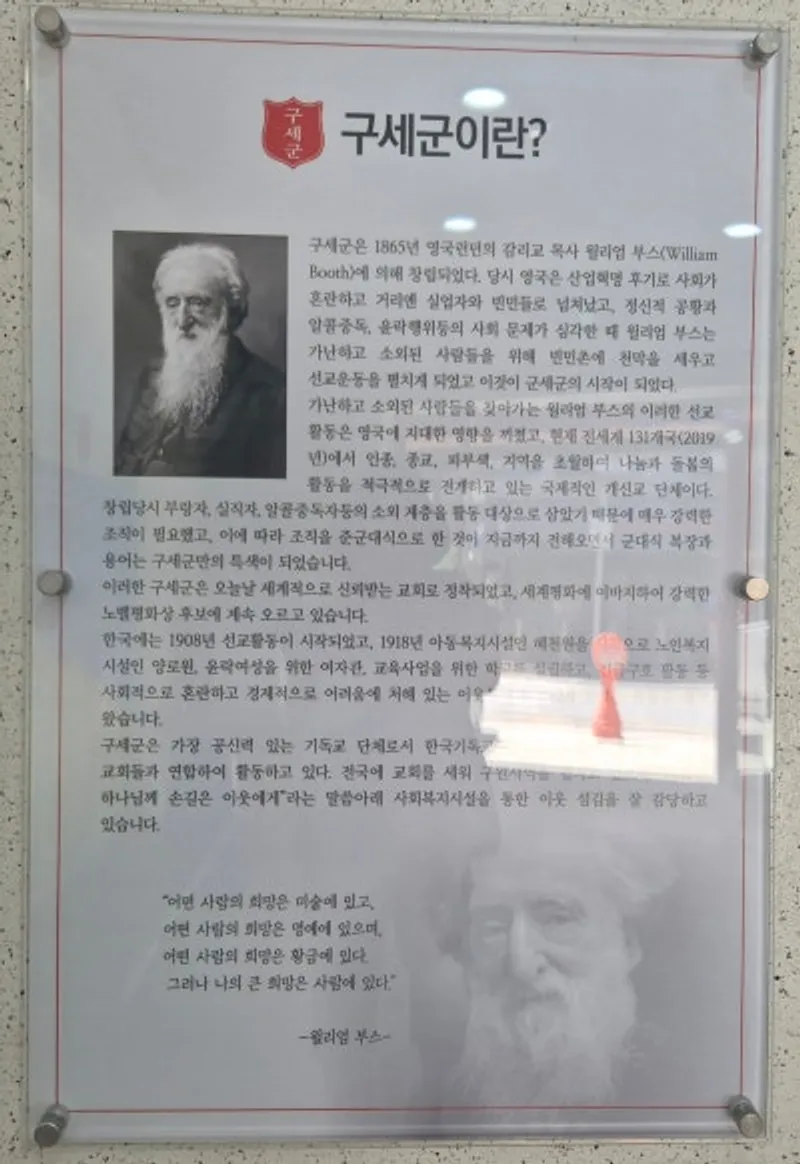 구세군
구세군이란?
구세군은 1865년 영국런던의 감리교 목사 윌리엄 부스(William
Booth)에 의해 창립되었다. 당시 영국은 산업혁명 후기로 사회가
혼란하고 거리엔 실업자와 빈민들로 넘쳐났고, 정신적 공황과
알콜중독, 윤락행위등의 사회 문제가 심각한 때 윌리엄 부스는
가난하고 소외된 사람들을 위해 빈민촌에 천막을 세우고
선교운동을 펼치게 되었고 이것이 군세군의 시작이 되었다.
가난하고 소외된 사람들을 찾아가는 윌리엄 부스의 이러한 선교
활동은 영국에 지대한 영향을 끼쳤고, 현재 전세계 131개국(2019
년)에서 인종, 종교, 피부색, 지역을 초월하여 나눔과 돌봄의
활동을 적극적으로 전개하고 있는 국제적인 개신교 단체이다.
창립당시 부랑자, 실직자, 알콜중독자등의 소외 계층을 활동 대상으로 삼았기 때문에 매우 강력한
조직이 필요했고, 이에 따라 조직을 준군대식으로 한 것이 지금까지 전해오면서 군대식 복장과
용어는 구세군만의 특색이 되었습니다.
이러한 구세군은 오늘날 세계적으로 신뢰받는 교회로 정착되었고, 세계평화에 이바지하여 강력한
노벨평화상 후보에 계속 오르고 있습니다.
한국에는 1908년 선교활동이 시작되었고, 1918년 아동복지시설인 혜천원을 으로 노인복지
시설인 양로원, 윤락여성을 위한 여자관, 교육사업을 위한 설립하고, 활동 등
사회적으로 혼란하고 경제적으로 어려움에 처해 있는
왔습니다.
구세군은 가장 공신력 있는 기독교 단체로서
교회들과 연합하여 활동하고 있다. 전국에 교회를 세워
하나님께 손길은 이웃에게"라는 말씀아래 사회복지시설을 통한 이웃 섬김을 잘 감당하고
있습니다.
"어떤 사람의 희망은 미술에 있고,
어떤 사람의 희망은 명예에 있으며,
어떤 사람의 희망은 황금에 있다.
그러나 나의 큰 희망은 사람에 있다."
-윌리엄 부스-